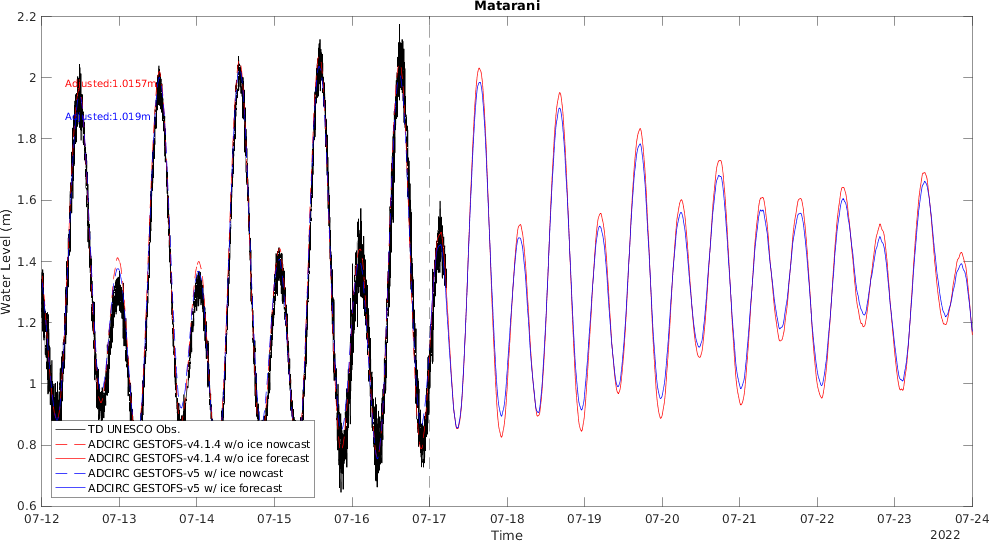 Matarani
2.2
2
1.8
1.6
1.4
1.2
1
0.8
0.6
Water Level (m)
Adjusted:1.0157m
Adjusted:1.019m
TD UNESCO Obs.
ADCIRC GESTOFS-v4.1.4 w/o ice nowcast
ADCIRC GESTOFS-v4.1.4 w/o ice forecast
ADCIRC GESTOFS-v5 w/ ice nowcast
ADCIRC GESTOFS-v5 w/ ice forecast
07-12 07-13 07-14 07-15 07-16 07-17 07-18 07-19 07-20 07-21 07-22 07-23 07-24
Time
2022